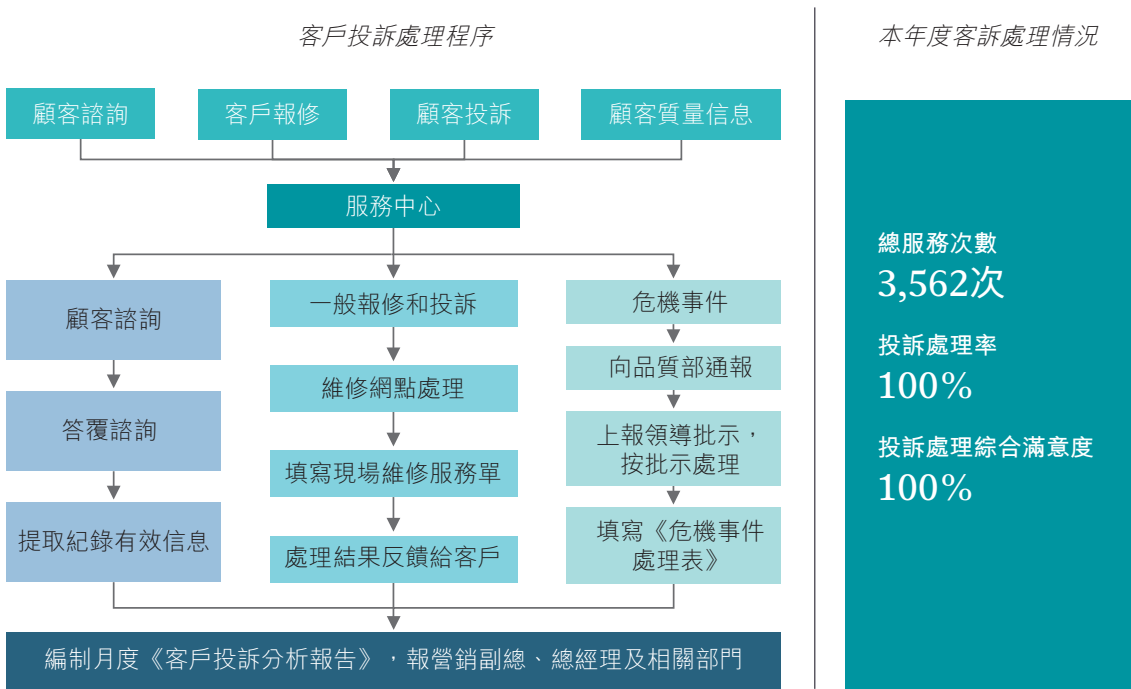 客戶投訴處理程序
顧客諮詢
客戶報修
顧客投訴
顧客質量信息
服務中心
顧客諮詢
答覆諮詢
提取紀錄有效信息
一般報修和投訴
維修網點處理
填寫現場維修服務單
處理結果反饋給客戶
危機事件
向品質部通報
上報領導批示，
按批示處理
填寫《危機事件
處理表》
編制月度《客戶投訴分析報告》，報營銷副總、總經理及相關部門
本年度客訴處理情況
總服務次數
3,562次
投訴處理率
100%
投訴處理綜合滿意度
100%